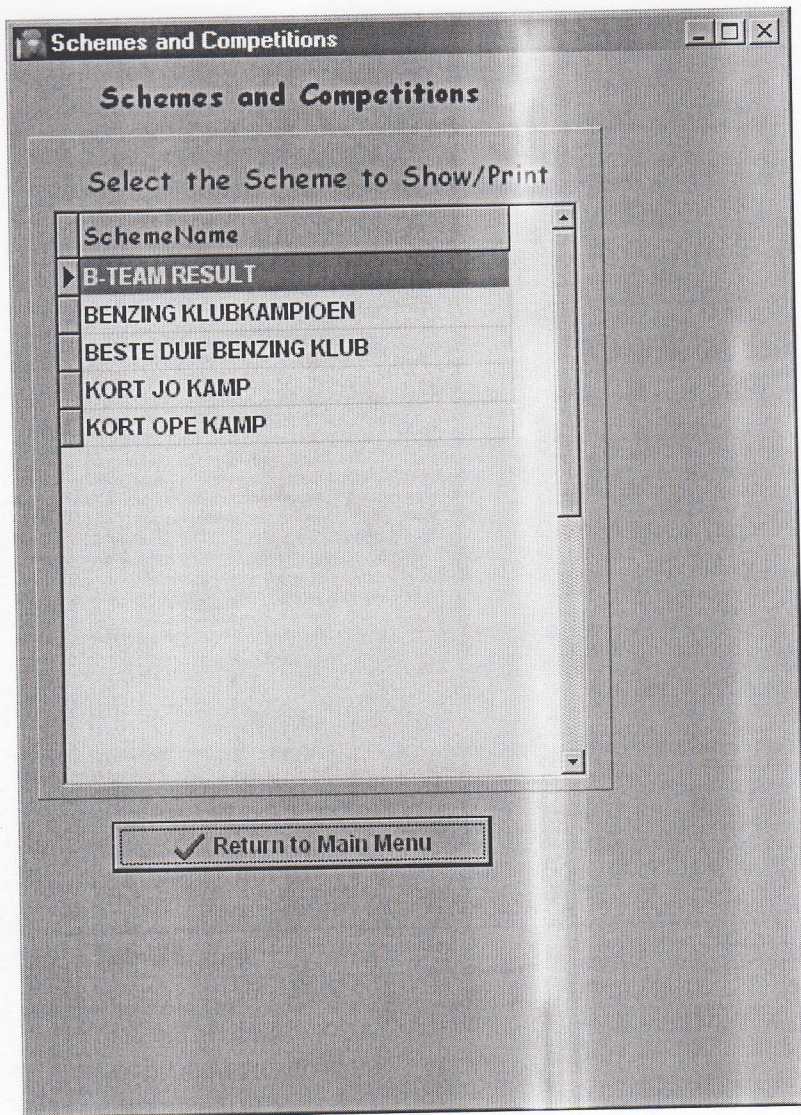 Schemes and Competitions
Schemes and Competitions
Select the Scheme to Show/Print
SchemeName
B-TEAM RESULT
BENZING KLUBKAMPIOEN
BESTE DUIF BENZING KLUB
KORT JO KAMP
KORT OPE KAMP
Return to Main Menu